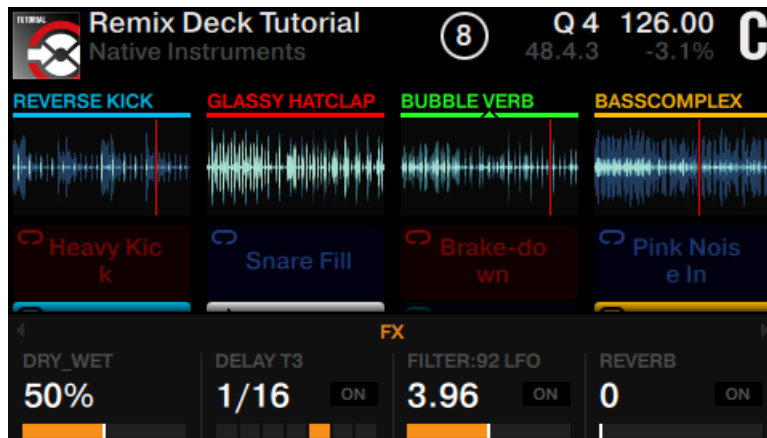 TUTORIAL
Remix Deck Tutorial
Native Instruments
8
Q 4 126.00
48.4.3 -3.1%
C
REVERSE KICK GLASSY HATCLAP BUBBLE VERB BASSCOMPLEX
Heavy Kic
k
Snare Fill
Brake-do
wn
Pink Nois
e In
FX
DRY_WET DELAY T3 FILTER:92 LFO REVERB
50% 1/16 ON 3.96 ON 0 ON